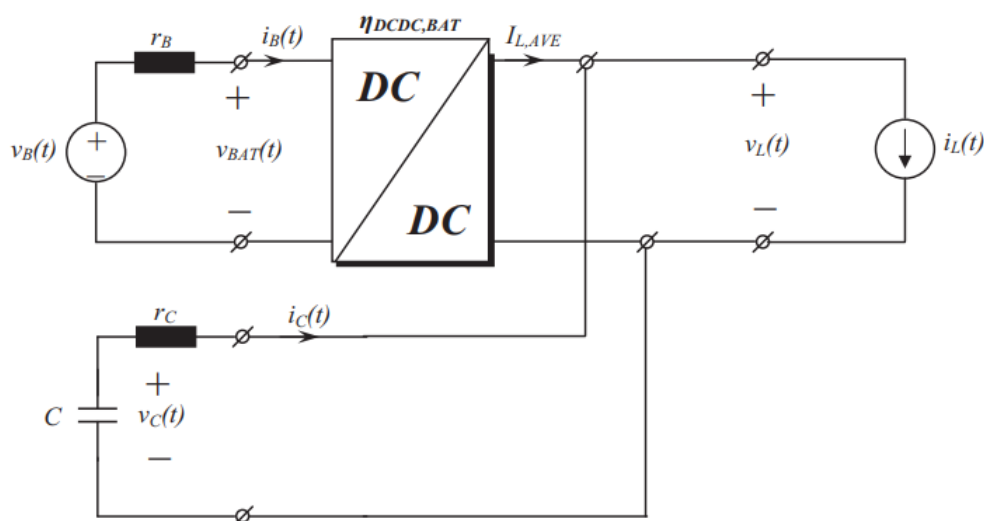 η_DCDC,BAT
r_B i_B(t) I_L,AVE
DC
+ +
v_B(t) + − v_BAT(t) v_L(t) i_L(t)
− −
DC
r_C i_C(t)
+
C v_C(t)
−